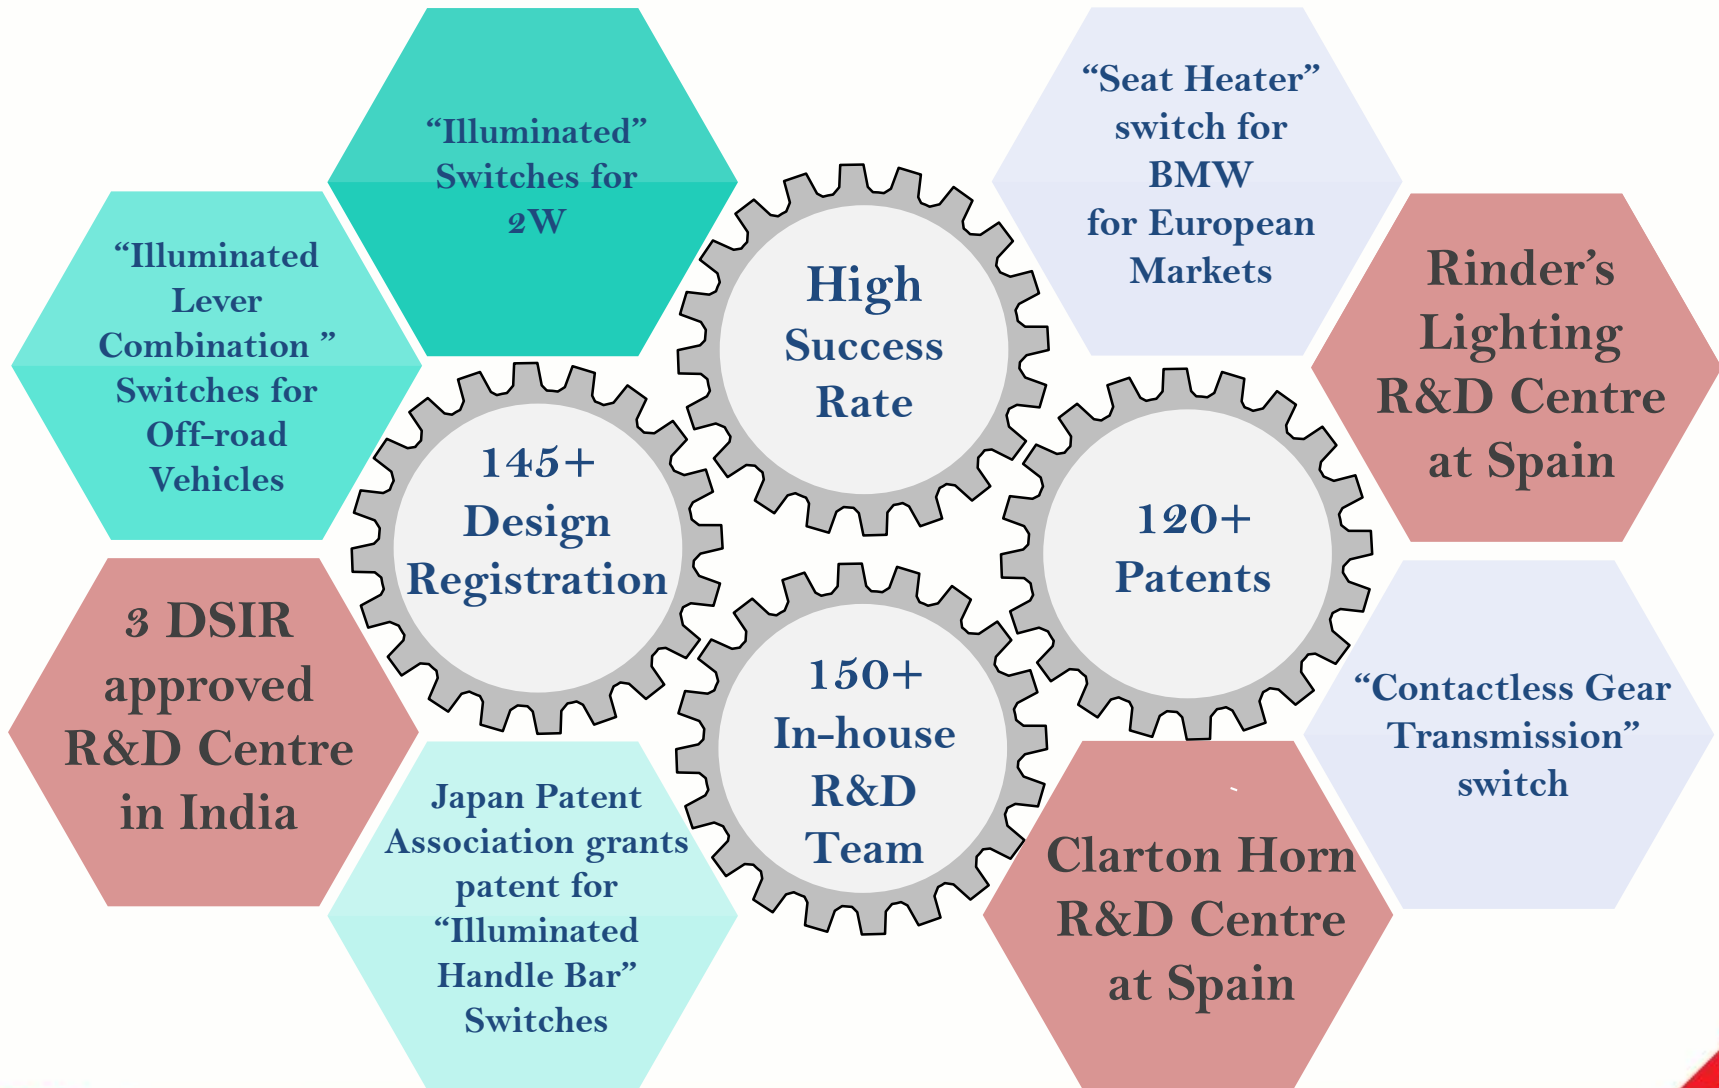 “Illuminated”
Switches for
2W
“Seat Heater”
switch for
BMW
for European
Markets
“Illuminated
Lever
Combination ”
Switches for
Off-road
Vehicles
High
Success
Rate
Rinder’s
Lighting
R&D Centre
at Spain
145+
Design
Registration
120+
Patents
3 DSIR
approved
R&D Centre
in India
150+
In-house
R&D
Team
“Contactless Gear
Transmission”
switch
Japan Patent
Association grants
patent for
“Illuminated
Handle Bar”
Switches
Clarton Horn
R&D Centre
at Spain